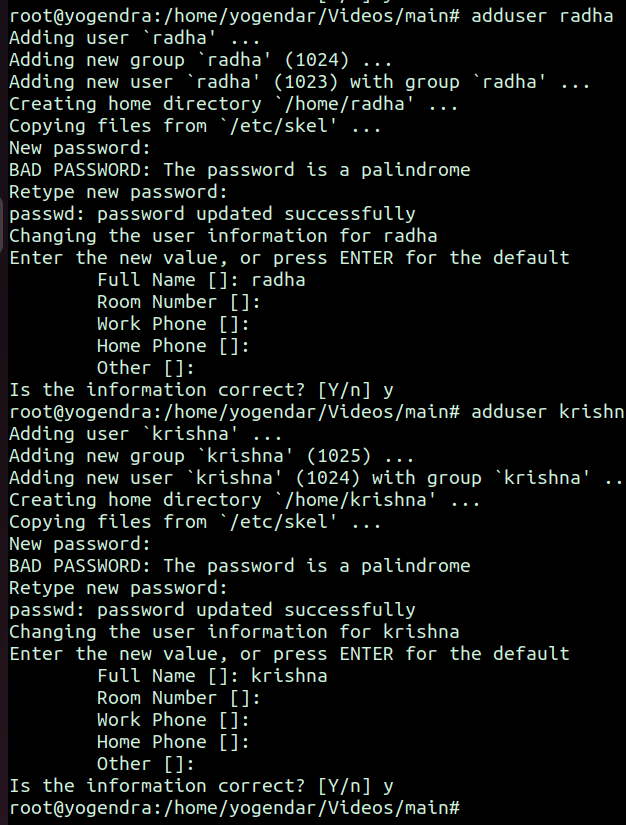 root@yogendra:/home/yogendar/Videos/main# adduser radha
Adding user `radha' ...
Adding new group `radha' (1024) ...
Adding new user `radha' (1023) with group `radha' ...
Creating home directory `/home/radha' ...
Copying files from `/etc/skel' ...
New password:
BAD PASSWORD: The password is a palindrome
Retype new password:
passwd: password updated successfully
Changing the user information for radha
Enter the new value, or press ENTER for the default
Full Name []: radha
Room Number []:
Work Phone []:
Home Phone []:
Other []:
Is the information correct? [Y/n] y
root@yogendra:/home/yogendar/Videos/main# adduser krishn
Adding user `krishna' ...
Adding new group `krishna' (1025) ...
Adding new user `krishna' (1024) with group `krishna' ..
Creating home directory `/home/krishna' ...
Copying files from `/etc/skel' ...
New password:
BAD PASSWORD: The password is a palindrome
Retype new password:
passwd: password updated successfully
Changing the user information for krishna
Enter the new value, or press ENTER for the default
Full Name []: krishna
Room Number []:
Work Phone []:
Home Phone []:
Other []:
Is the information correct? [Y/n] y
root@yogendra:/home/yogendar/Videos/main#